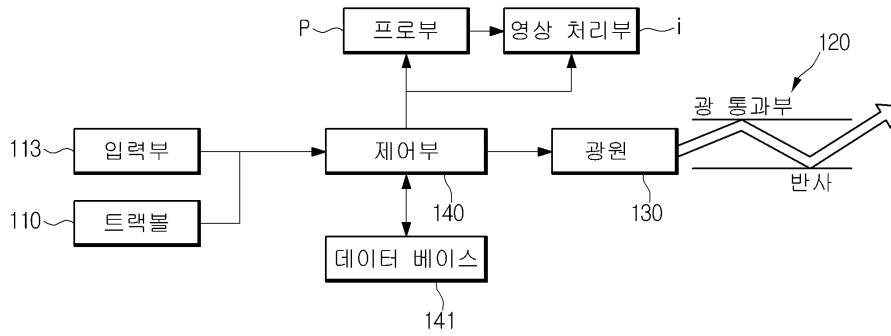 P 프로부 영상 처리부 i
120
광 통과부
113 입력부 제어부 광원
반사
110 트랙볼 140 130
데이터 베이스
141